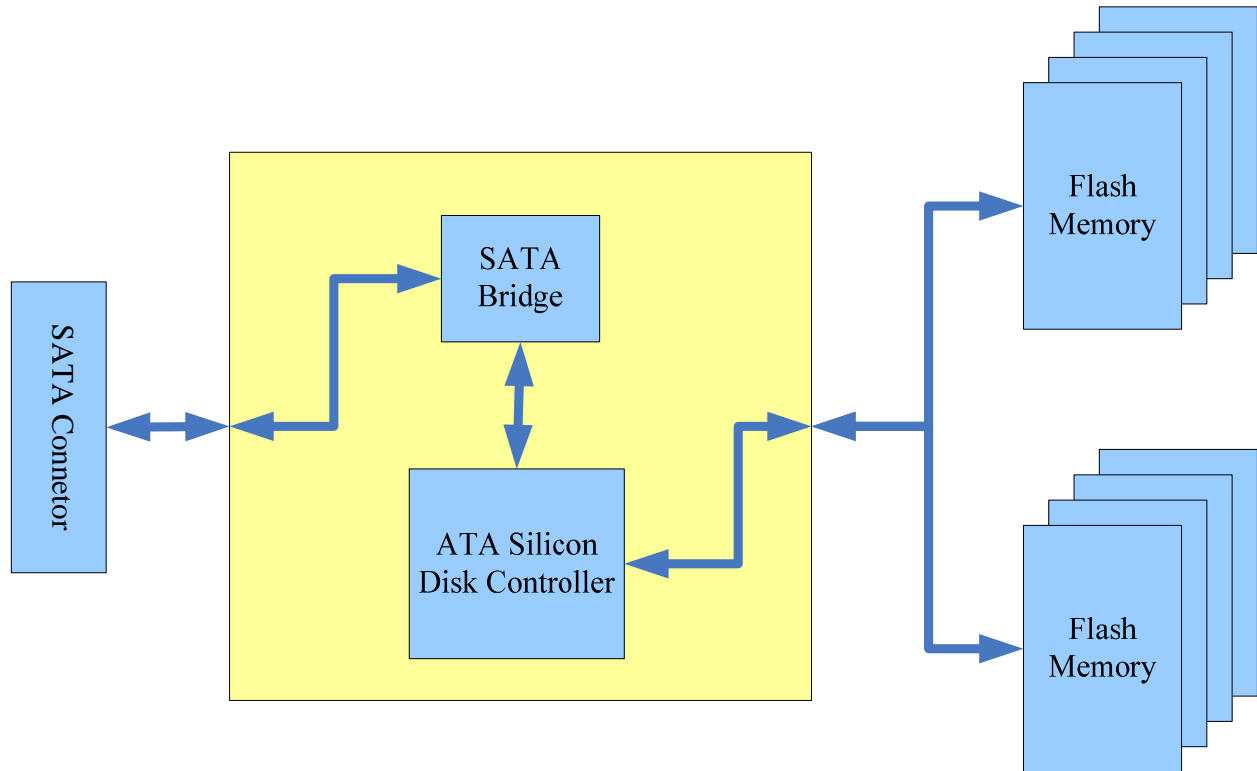 SATA Connetor
SATA
Bridge
ATA Silicon
Disk Controller
Flash
Memory
Flash
Memory